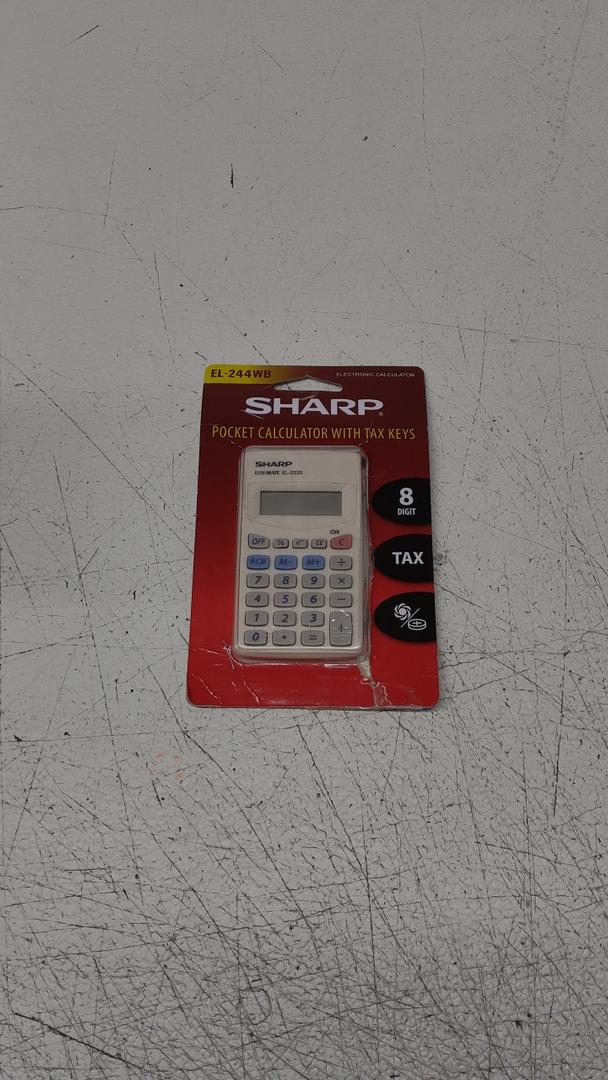 EL-244WB ELECTRONIC CALCULATOR
SHARP®
POCKET CALCULATOR WITH TAX KEYS
SHARP
ELSI MATE EL-233S
8
DIGIT
TAX
ON
OFF % √ CE C
RCM M− M+ ÷
7 8 9 ×
4 5 6 −
1 2 3 +
0 • =